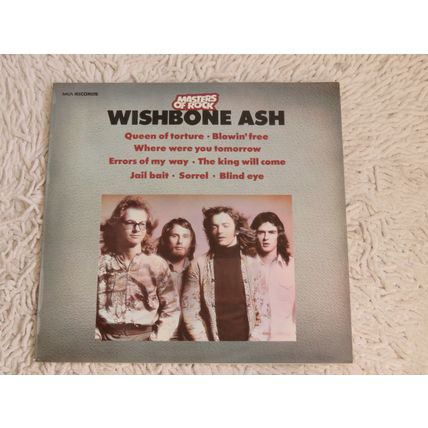 MCA RECORDS
MASTERS
OF ROCK
WISHBONE ASH
Queen of torture · Blowin' free
Where were you tomorrow
Errors of my way · The king will come
Jail bait · Sorrel · Blind eye